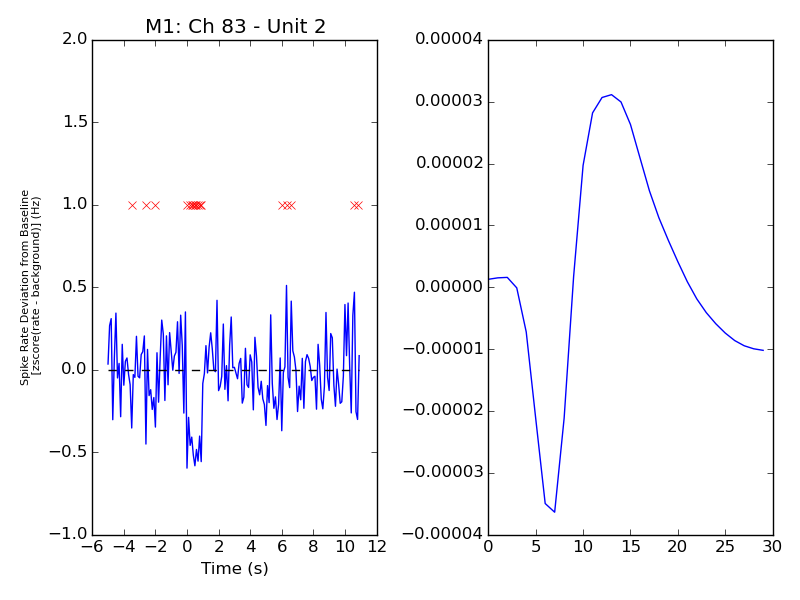 M1: Ch 83 - Unit 2
Spike Rate Deviation from Baseline
[zscore(rate - background)] (Hz)
2.0
1.5
1.0
0.5
0.0
−0.5
−1.0
−6 −4 −2 0 2 4 6 8 10 12
Time (s)
0.00004
0.00003
0.00002
0.00001
0.00000
−0.00001
−0.00002
−0.00003
−0.00004
0 5 10 15 20 25 30